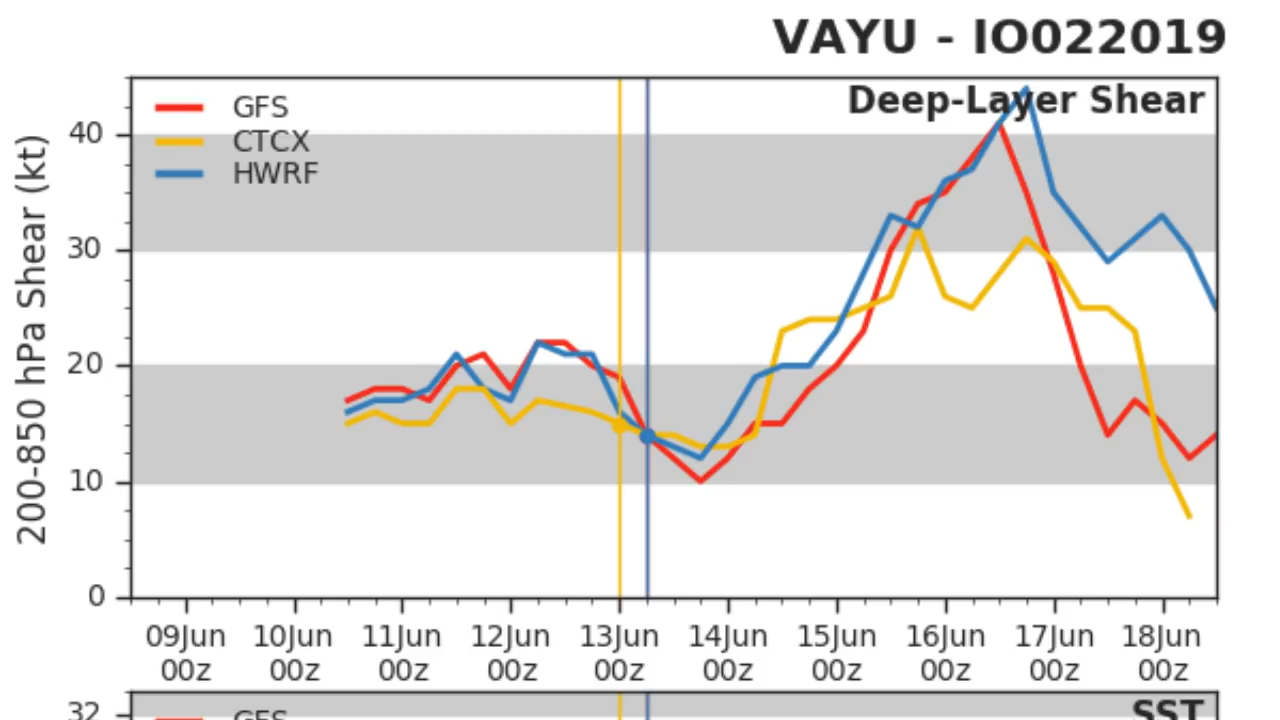 VAYU - IO022019
Deep-Layer Shear
GFS
CTCX
HWRF
200-850 hPa Shear (kt)
40
30
20
10
0
09Jun 10Jun 11Jun 12Jun 13Jun 14Jun 15Jun 16Jun 17Jun 18Jun
00z 00z 00z 00z 00z 00z 00z 00z 00z 00z
32
GFS
SST